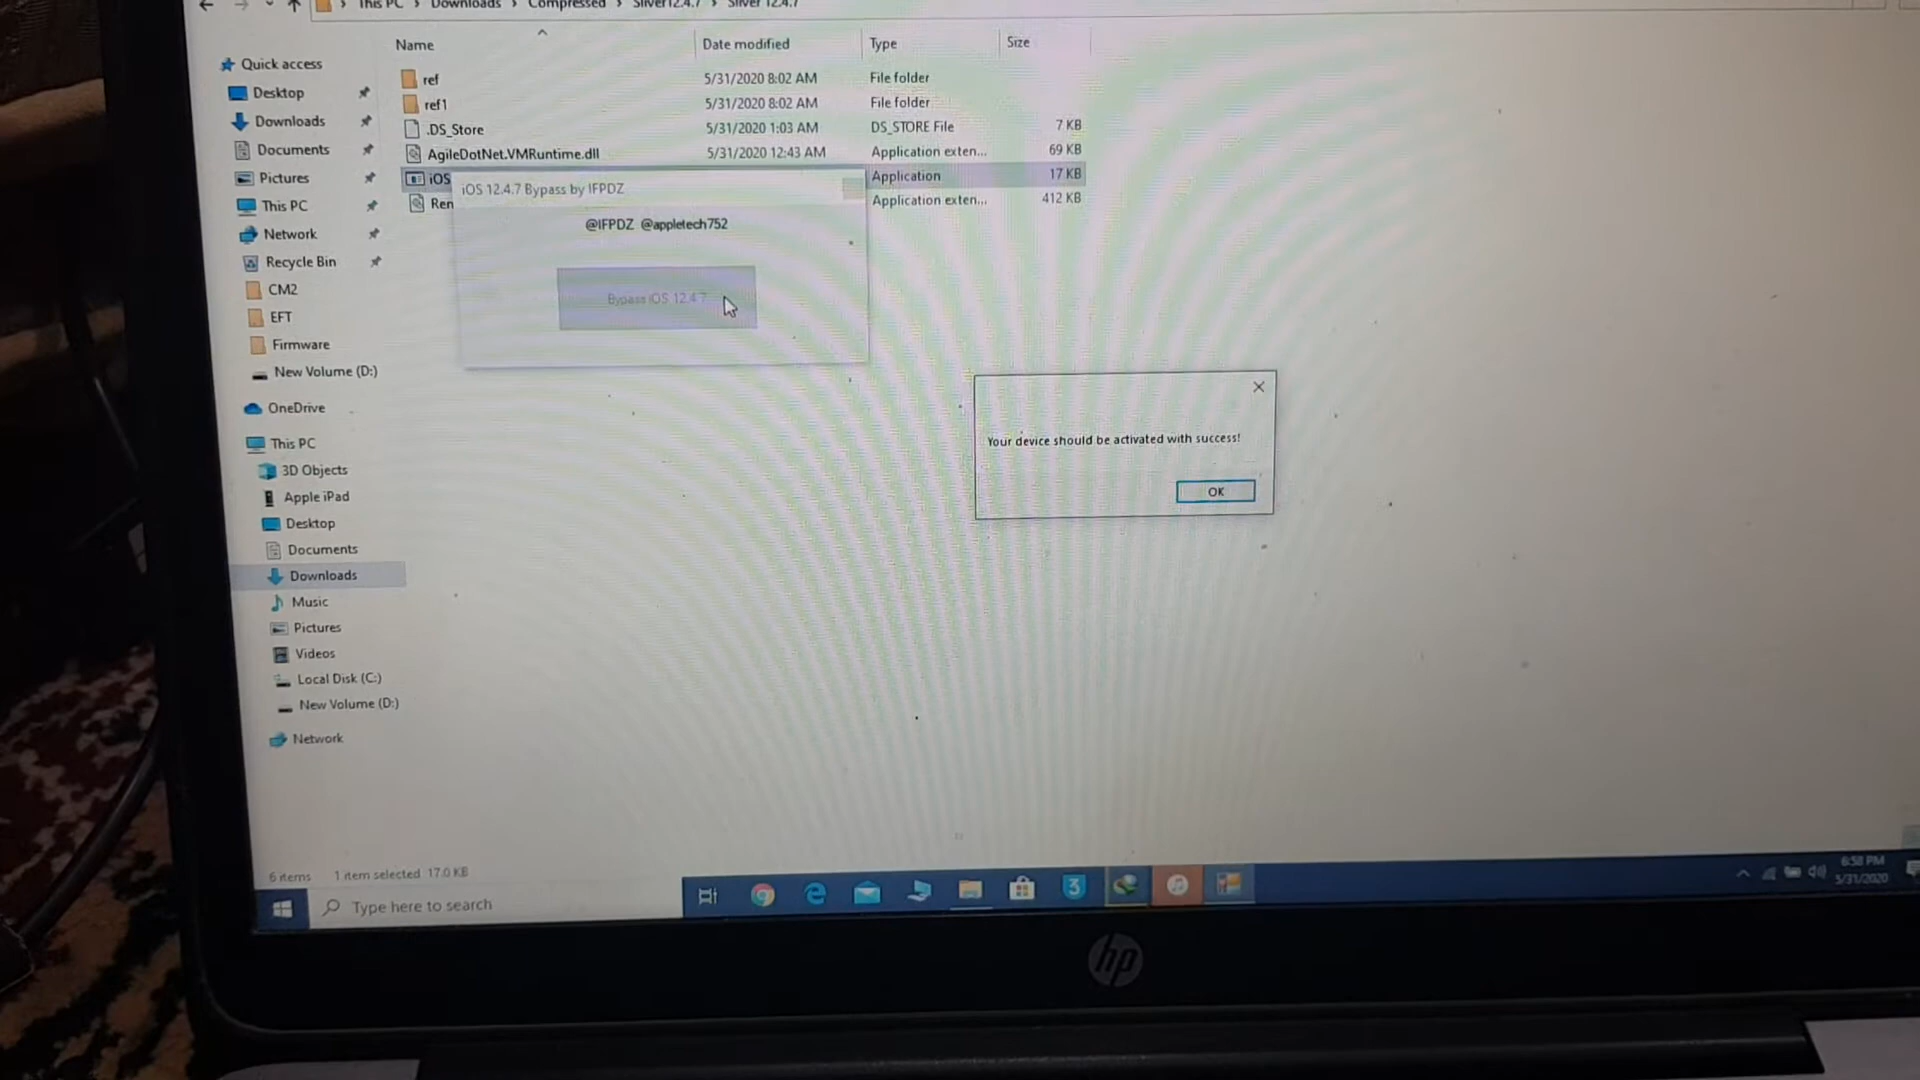 This PC > Downloads > Compressed > Silver12.4.7 > Silver 12.4.7
Name Date modified Type Size
ref 5/31/2020 8:02 AM File folder
ref1 5/31/2020 8:02 AM File folder
.DS_Store 5/31/2020 1:03 AM DS_STORE File 7 KB
AgileDotNet.VMRuntime.dll 5/31/2020 12:43 AM Application exten... 69 KB
iOS Application 17 KB
Ren Application exten... 412 KB
iOS 12.4.7 Bypass by IFPDZ
@IFPDZ @appletech752
Bypass iOS 12.4.7
Your device should be activated with success!
OK
Quick access
Desktop
Downloads
Documents
Pictures
This PC
Network
Recycle Bin
CM2
EFT
Firmware
New Volume (D:)
OneDrive
This PC
3D Objects
Apple iPad
Desktop
Documents
Downloads
Music
Pictures
Videos
Local Disk (C:)
New Volume (D:)
Network
6 items 1 item selected 17.0 KB
Type here to search
3
6:58 PM
5/31/2020
hp